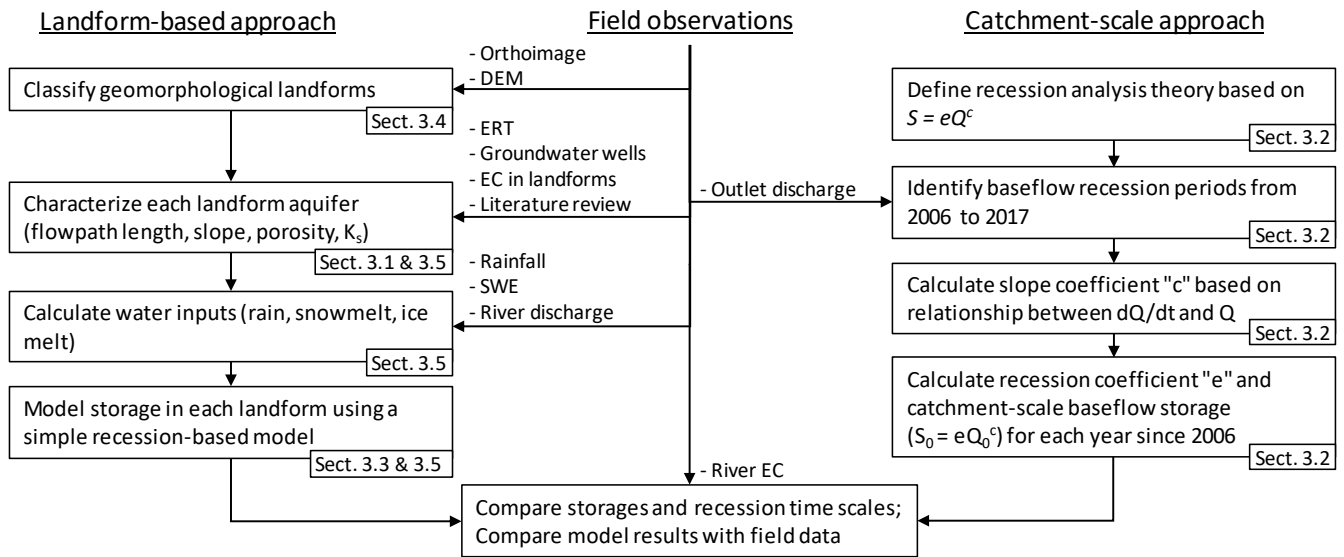 Landform-based approach
Classify geomorphological landforms
Sect. 3.4
Characterize each landform aquifer
(flowpath length, slope, porosity, Ks)
Sect. 3.1 & 3.5
Calculate water inputs (rain, snowmelt, ice
melt)
Sect. 3.5
Model storage in each landform using a
simple recession-based model
Sect. 3.3 & 3.5
Field observations
- Orthoimage
- DEM
- ERT
- Groundwater wells
- EC in landforms
- Literature review
- Outlet discharge
- Rainfall
- SWE
- River discharge
- River EC
Catchment-scale approach
Define recession analysis theory based on
S = eQ^c
Sect. 3.2
Identify baseflow recession periods from
2006 to 2017
Sect. 3.2
Calculate slope coefficient "c" based on
relationship between dQ/dt and Q
Sect. 3.2
Calculate recession coefficient "e" and
catchment-scale baseflow storage
(S0 = eQ0^c) for each year since 2006
Sect. 3.2
Compare storages and recession time scales;
Compare model results with field data